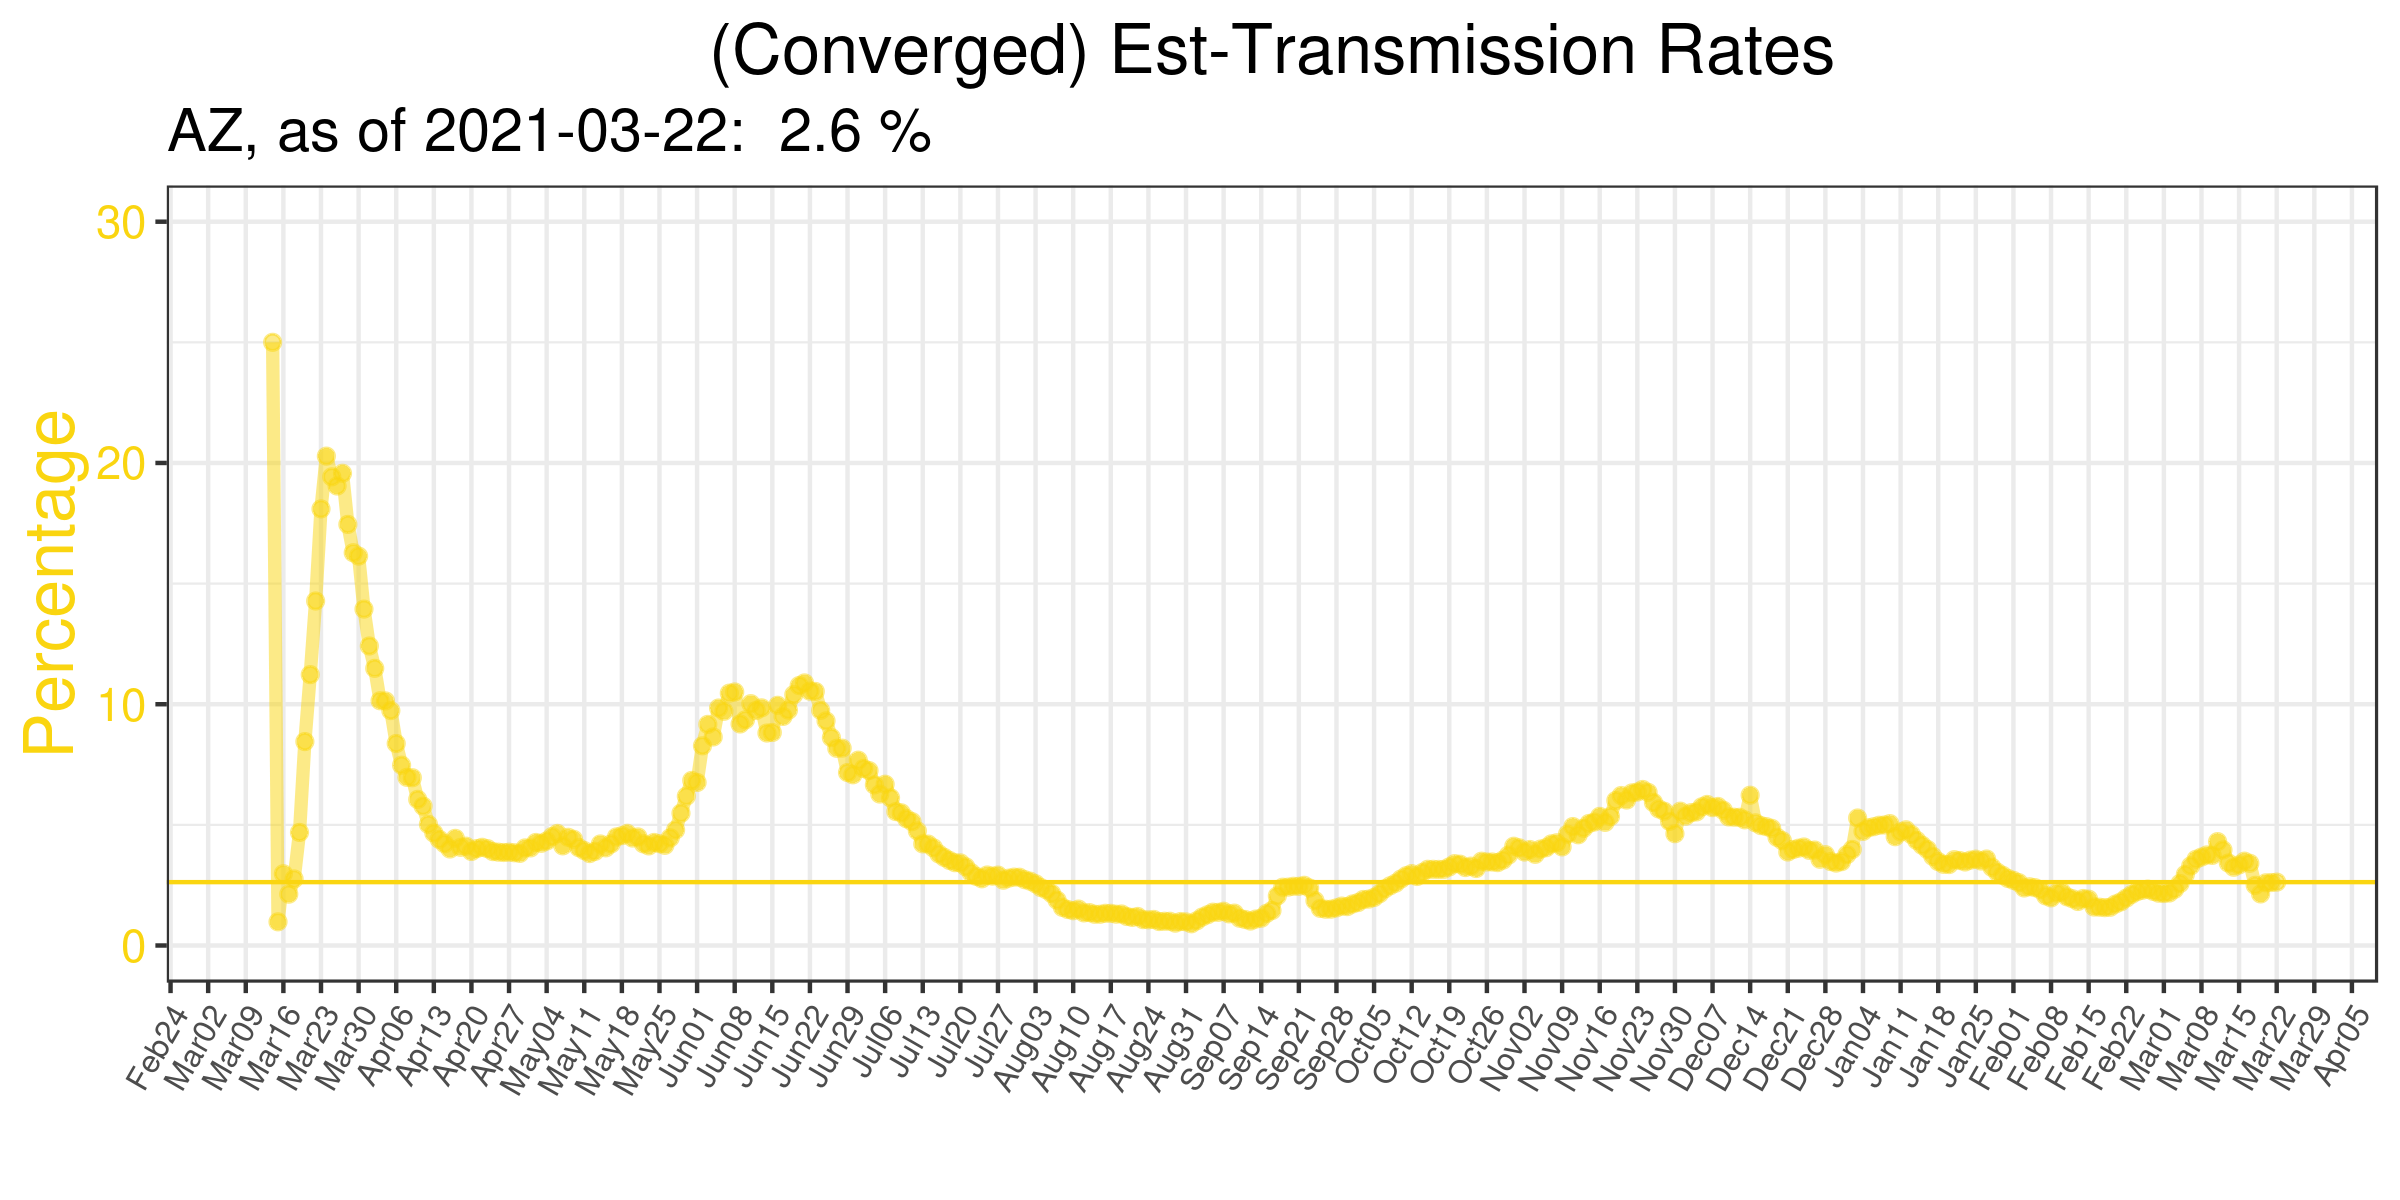 (Converged) Est-Transmission Rates
AZ, as of 2021-03-22:  2.6 %
Percentage
30
20
10
0
Feb24
Mar02
Mar09
Mar16
Mar23
Mar30
Apr06
Apr13
Apr20
Apr27
May04
May11
May18
May25
Jun01
Jun08
Jun15
Jun22
Jun29
Jul06
Jul13
Jul20
Jul27
Aug03
Aug10
Aug17
Aug24
Aug31
Sep07
Sep14
Sep21
Sep28
Oct05
Oct12
Oct19
Oct26
Nov02
Nov09
Nov16
Nov23
Nov30
Dec07
Dec14
Dec21
Dec28
Jan04
Jan11
Jan18
Jan25
Feb01
Feb08
Feb15
Feb22
Mar01
Mar08
Mar15
Mar22
Mar29
Apr05